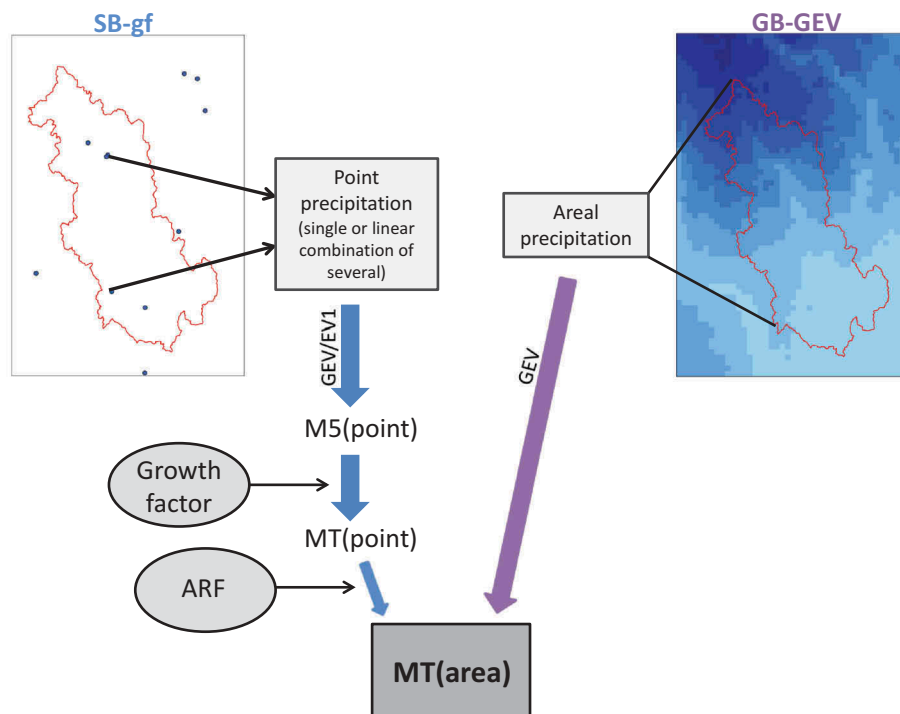 SB-gf
GB-GEV
Point
precipitation
(single or linear
combination of
several)
Areal
precipitation
GEV/EV1
GEV
M5(point)
Growth
factor
MT(point)
ARF
MT(area)